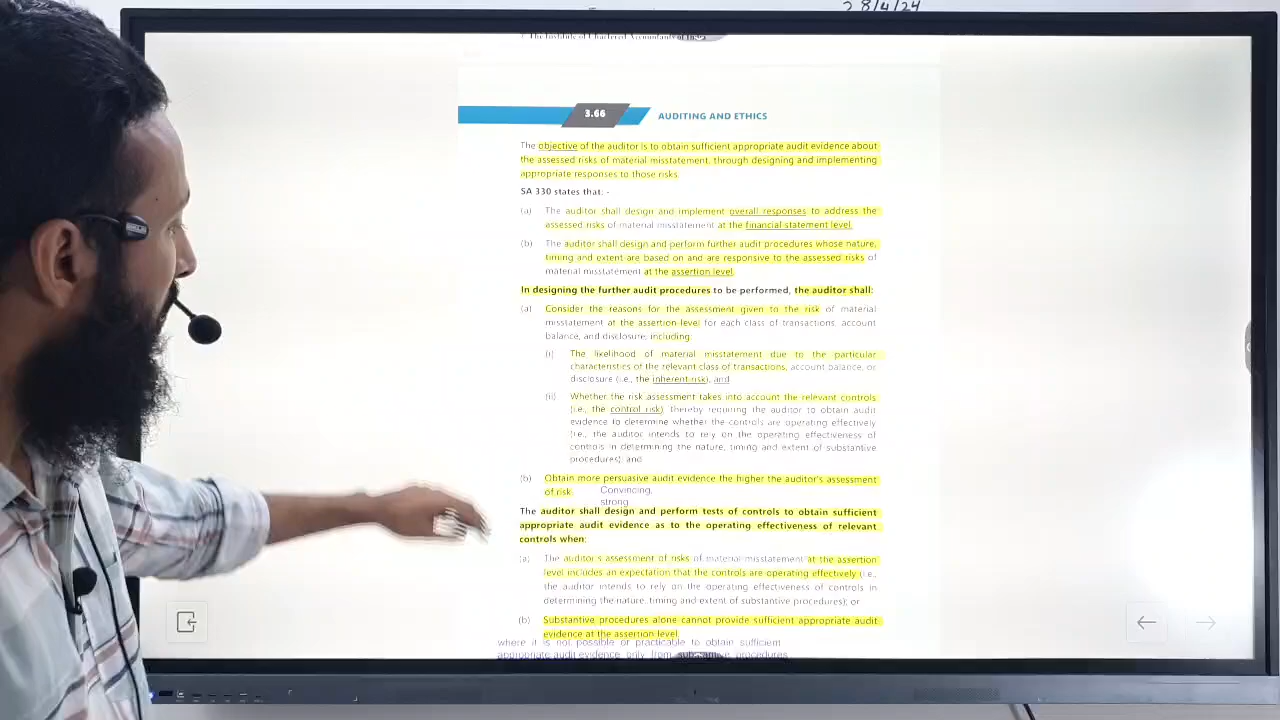 28/4/24
The Institute of Chartered Accountants of India
3.66
AUDITING AND ETHICS
The objective of the auditor is to obtain sufficient appropriate audit evidence about
the assessed risks of material misstatement, through designing and implementing
appropriate responses to those risks.
SA 330 states that: -
(a) The auditor shall design and implement overall responses to address the
assessed risks of material misstatement at the financial statement level.
(b) The auditor shall design and perform further audit procedures whose nature,
timing and extent are based on and are responsive to the assessed risks of
material misstatement at the assertion level.
In designing the further audit procedures to be performed, the auditor shall:
(a) Consider the reasons for the assessment given to the risk of material
misstatement at the assertion level for each class of transactions, account
balance, and disclosure, including:
(i) The likelihood of material misstatement due to the particular
characteristics of the relevant class of transactions, account balance, or
disclosure (i.e., the inherent risk), and
(ii) Whether the risk assessment takes into account the relevant controls
(i.e., the control risk), thereby requiring the auditor to obtain audit
evidence to determine whether the controls are operating effectively
(i.e., the auditor intends to rely on the operating effectiveness of
controls in determining the nature, timing and extent of substantive
procedures); and
(b) Obtain more persuasive audit evidence the higher the auditor's assessment
of risk. Convincing,
strong
The auditor shall design and perform tests of controls to obtain sufficient
appropriate audit evidence as to the operating effectiveness of relevant
controls when:
(a) The auditor's assessment of risks of material misstatement at the assertion
level includes an expectation that the controls are operating effectively (i.e.,
the auditor intends to rely on the operating effectiveness of controls in
determining the nature, timing and extent of substantive procedures); or
(b) Substantive procedures alone cannot provide sufficient appropriate audit
evidence at the assertion level.
where it is not possible or practicable to obtain sufficient
appropriate audit evidence only from substantive procedures